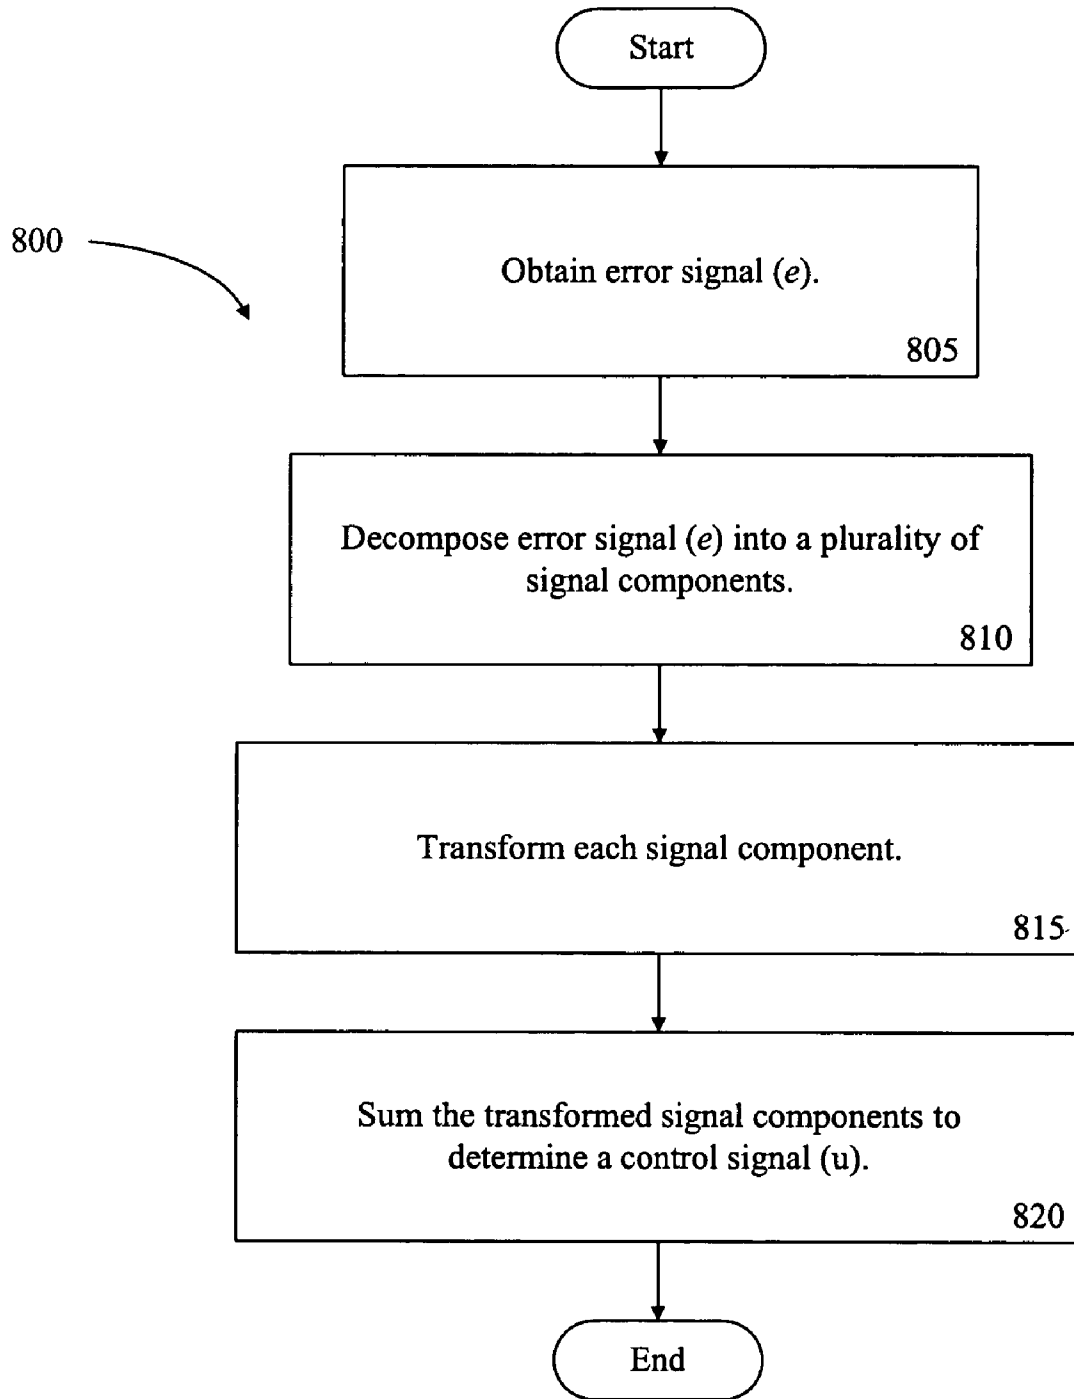 Start
800
Obtain error signal (e).
805
Decompose error signal (e) into a plurality of
signal components.
810
Transform each signal component.
815
Sum the transformed signal components to
determine a control signal (u).
820
End